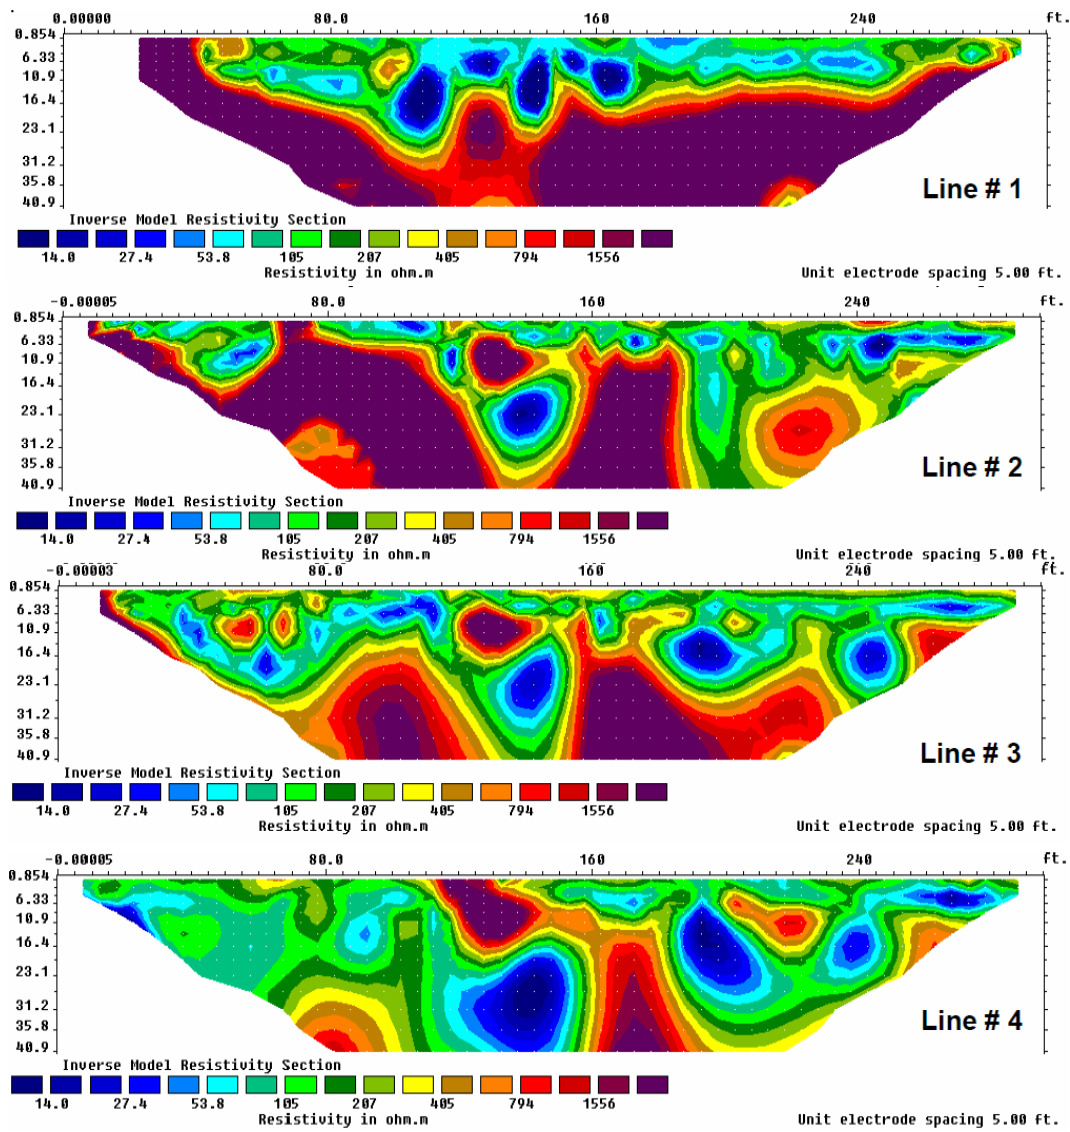 0.00000 80.0 160 240 ft.
0.854
6.33
10.9
16.4
23.1
31.2
35.8
40.9
Line # 1
Inverse Model Resistivity Section
14.0 27.4 53.8 105 207 405 794 1556
Resistivity in ohm.m Unit electrode spacing 5.00 ft.
-0.00005 80.0 160 240 ft.
0.854
6.33
10.9
16.4
23.1
31.2
35.8
40.9
Line # 2
Inverse Model Resistivity Section
14.0 27.4 53.8 105 207 405 794 1556
Resistivity in ohm.m Unit electrode spacing 5.00 ft.
-0.00003 80.0 160 240 ft.
0.854
6.33
10.9
16.4
23.1
31.2
35.8
40.9
Line # 3
Inverse Model Resistivity Section
14.0 27.4 53.8 105 207 405 794 1556
Resistivity in ohm.m Unit electrode spacing 5.00 ft.
-0.00005 80.0 160 240 ft.
0.854
6.33
10.9
16.4
23.1
31.2
35.8
40.9
Line # 4
Inverse Model Resistivity Section
14.0 27.4 53.8 105 207 405 794 1556
Resistivity in ohm.m Unit electrode spacing 5.00 ft.